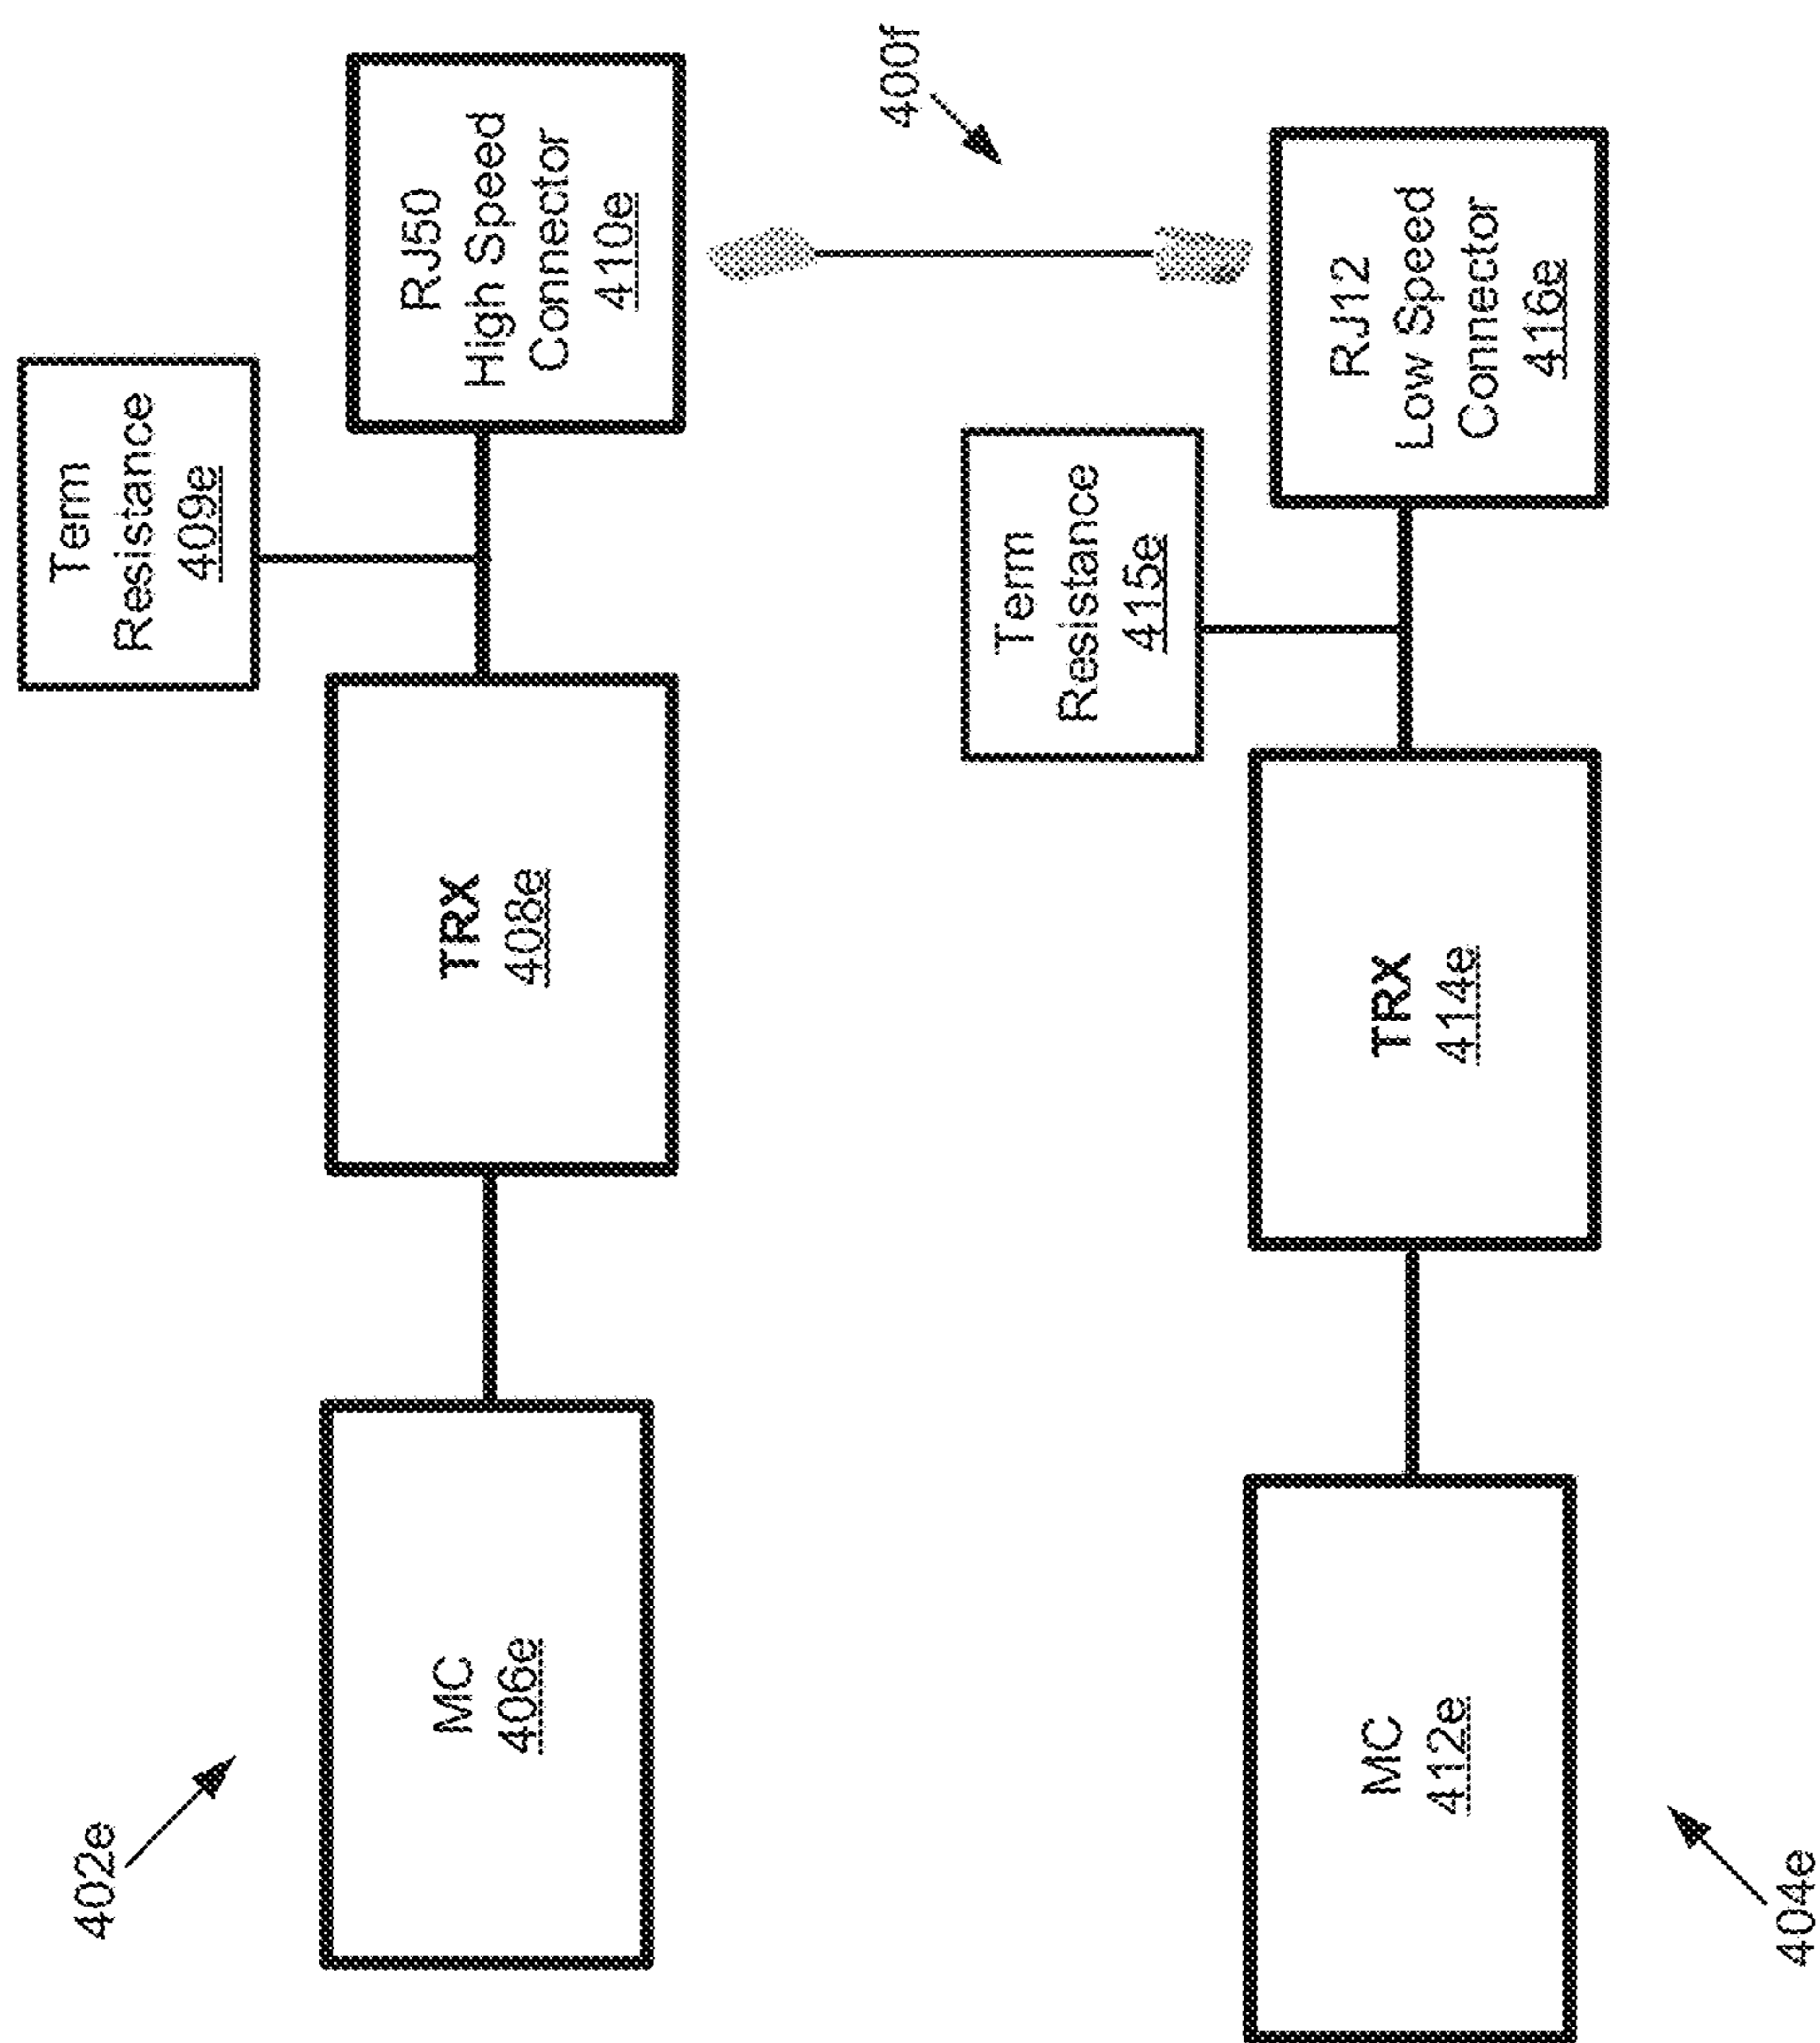 402e
MC
406e
TRX
408e
Term
Resistance
409e
RJ50
High Speed
Connector
410e
400f
404e
MC
412e
TRX
414e
Term
Resistance
415e
RJ12
Low Speed
Connector
416e